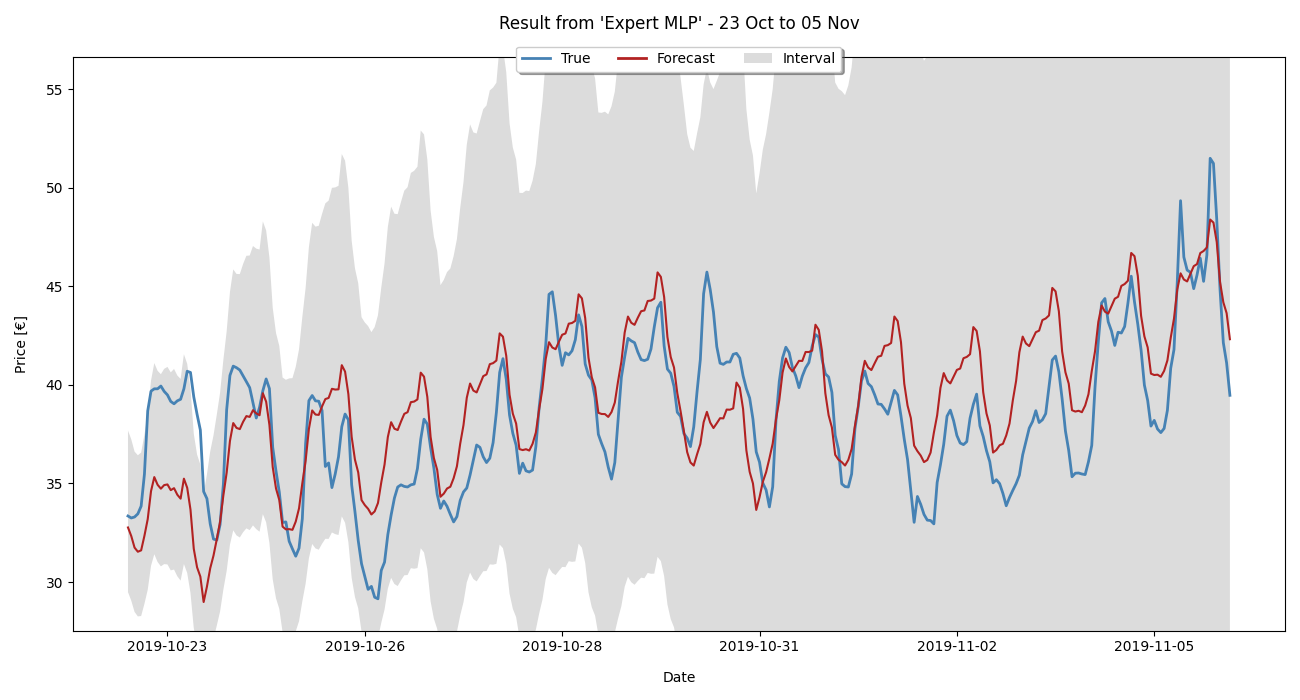 Result from 'Expert MLP' - 23 Oct to 05 Nov
True Forecast Interval
55
50
45
40
35
30
Price [€]
2019-10-23 2019-10-26 2019-10-28 2019-10-31 2019-11-02 2019-11-05
Date